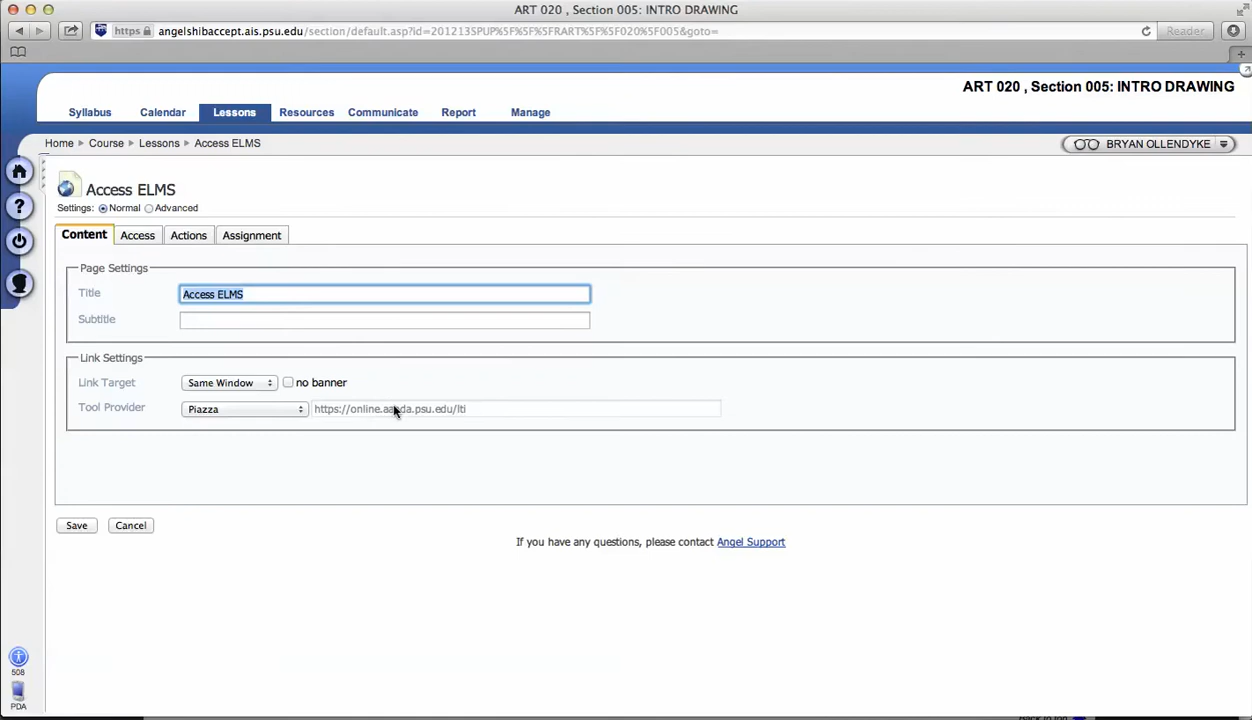 ART 020 , Section 005: INTRO DRAWING
https angelshibaccept.ais.psu.edu/section/default.asp?id=201213SPUP%5F%5F%5FRART%5F%5F020%5F005&goto=
Reader
ART 020 , Section 005: INTRO DRAWING
Syllabus Calendar Lessons Resources Communicate Report Manage
Home Course Lessons Access ELMS
BRYAN OLLENDYKE
Access ELMS
Settings: Normal Advanced
Content Access Actions Assignment
Page Settings
Title Access ELMS
Subtitle
Link Settings
Link Target Same Window no banner
Tool Provider Piazza https://online.aanda.psu.edu/lti
Save Cancel
If you have any questions, please contact Angel Support
508
PDA